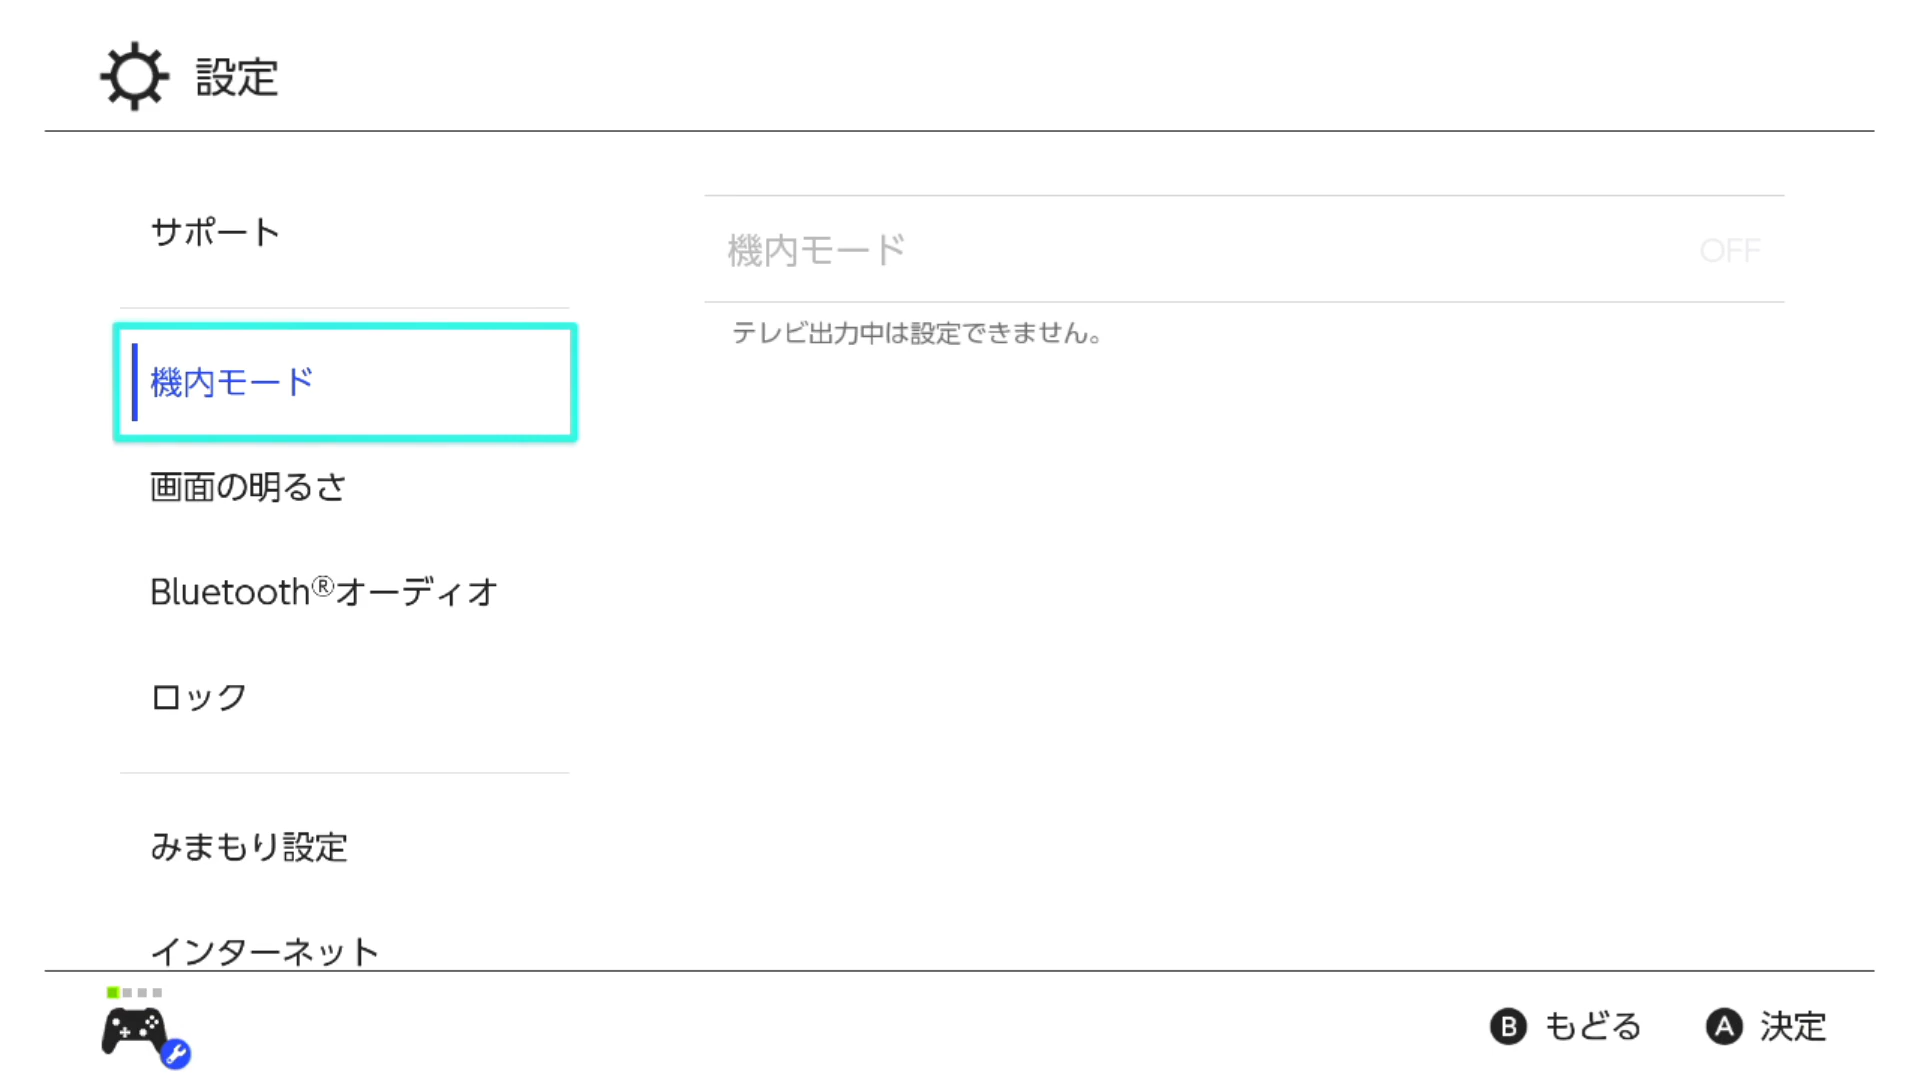 設定
サポート
機内モード
画面の明るさ
Bluetooth®オーディオ
ロック
みまもり設定
インターネット
機内モード OFF
テレビ出力中は設定できません。
B もどる A 決定